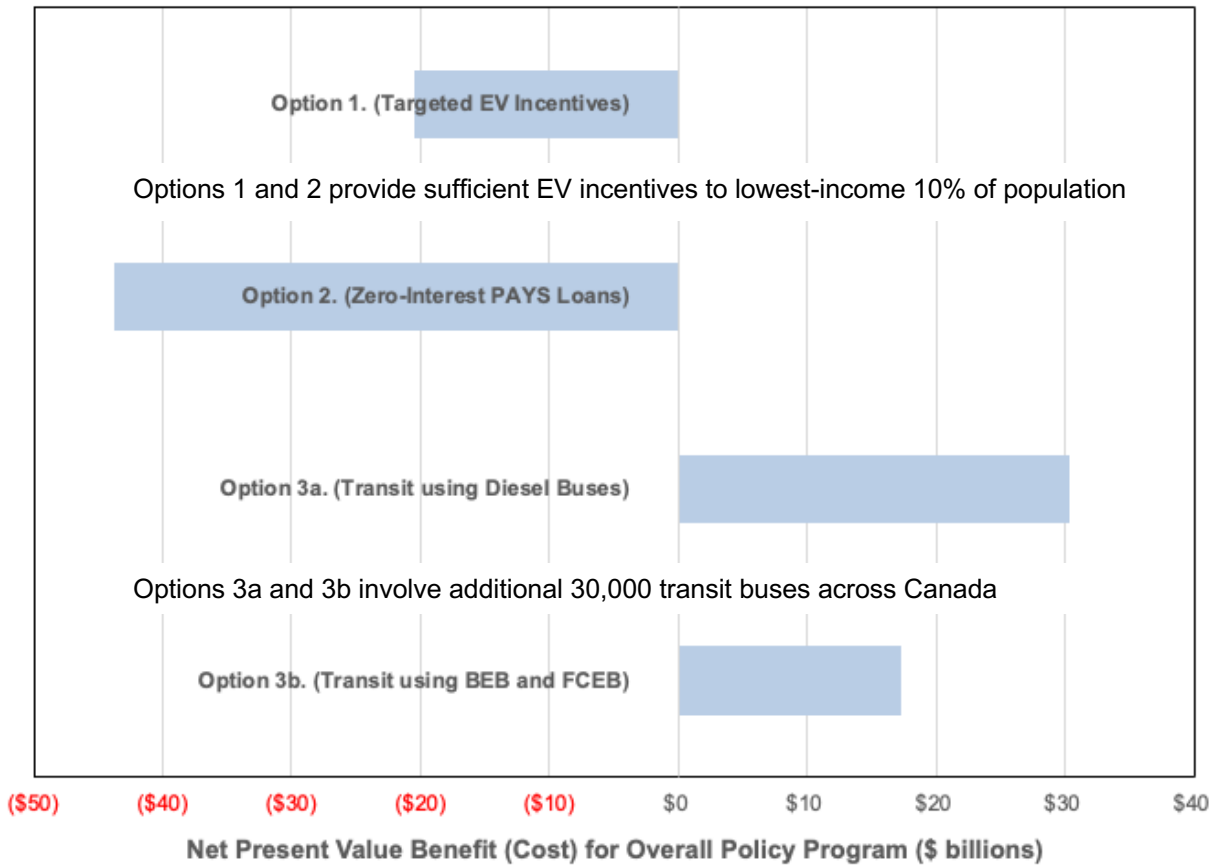 Option 1. (Targeted EV Incentives)
Options 1 and 2 provide sufficient EV incentives to lowest-income 10% of population
Option 2. (Zero-Interest PAYS Loans)
Option 3a. (Transit using Diesel Buses)
Options 3a and 3b involve additional 30,000 transit buses across Canada
Option 3b. (Transit using BEB and FCEB)
($50) ($40) ($30) ($20) ($10) $0 $10 $20 $30 $40
Net Present Value Benefit (Cost) for Overall Policy Program ($ billions)